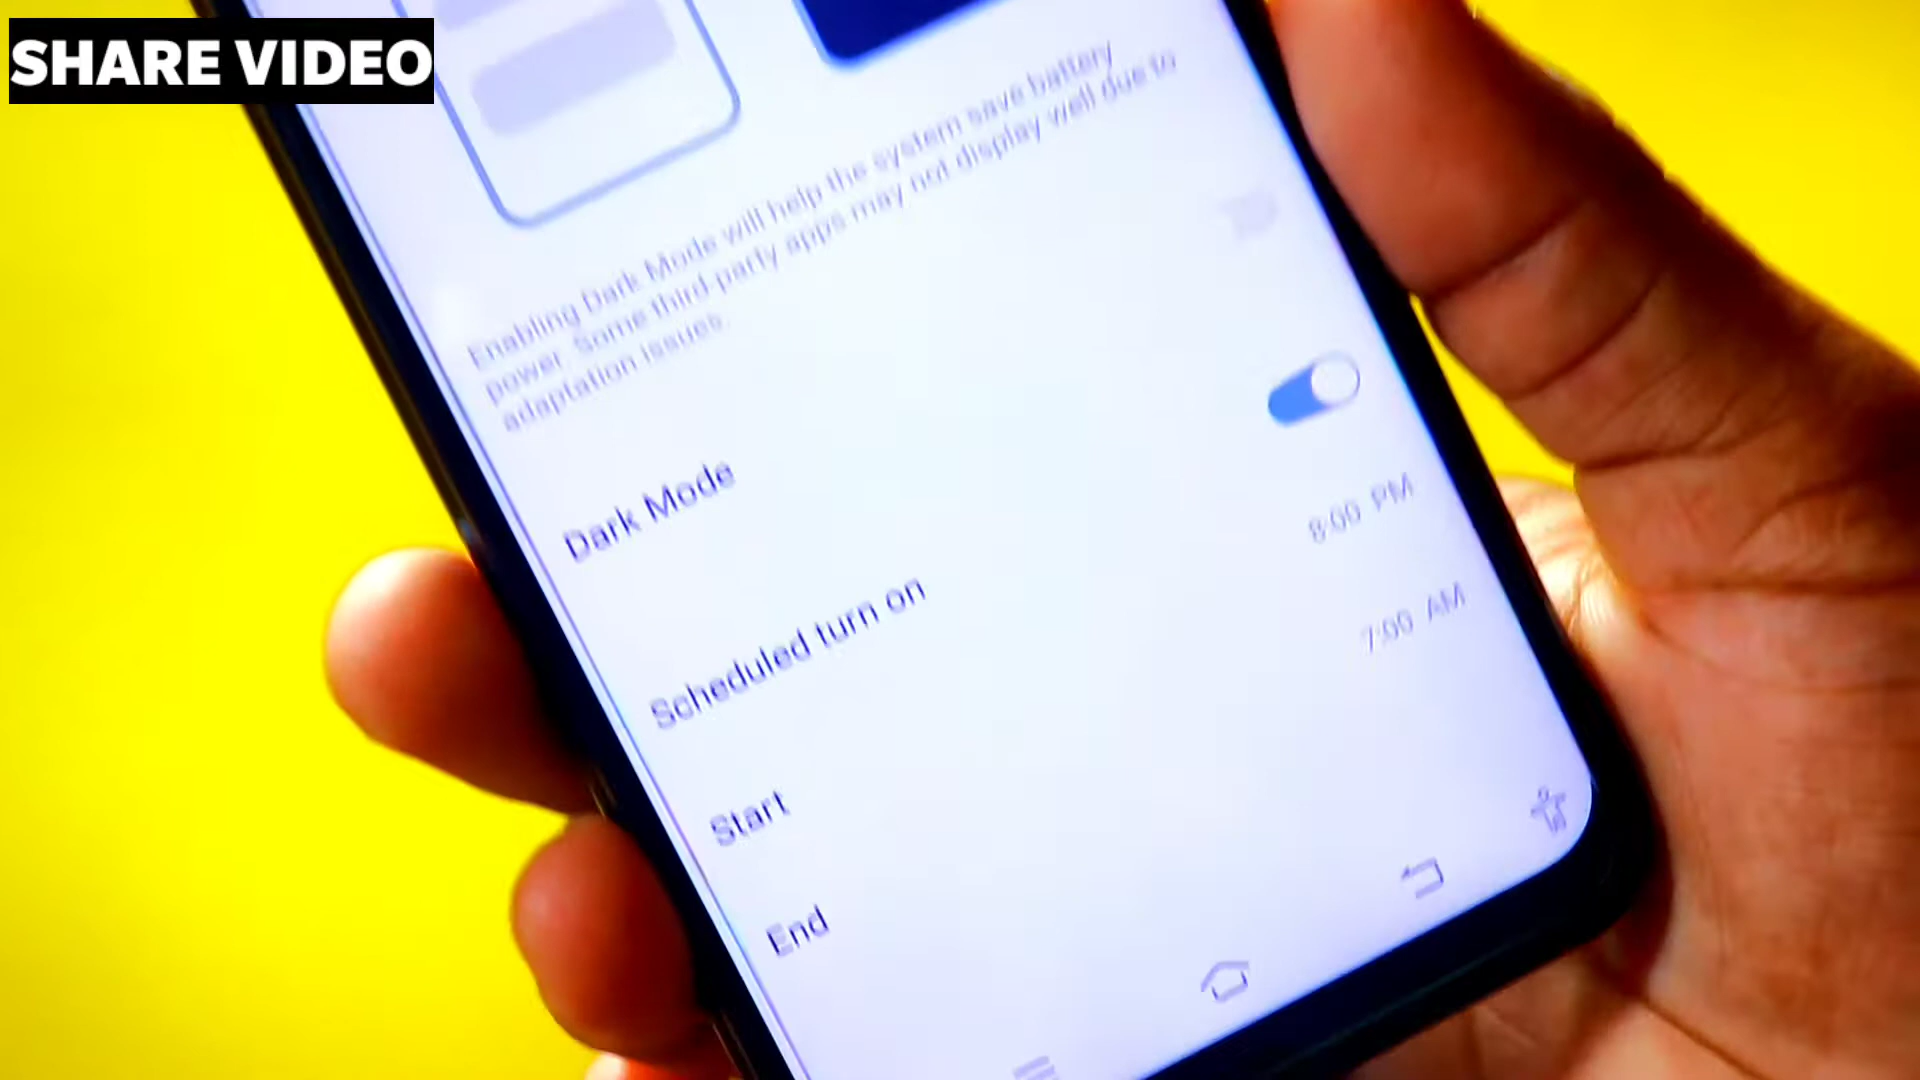 SHARE VIDEO
Enabling Dark Mode will help the system save battery
power. Some third-party apps may not display well due to
adaptation issues.
Dark Mode
Scheduled turn on
Start 8:00 PM
End 7:00 AM